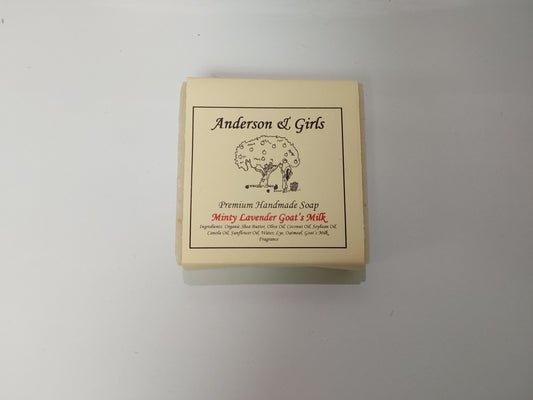 Anderson & Girls
Premium Handmade Soap
Minty Lavender Goat's Milk
Ingredients: Organic Shea Butter, Olive Oil, Coconut Oil, Soybean Oil,
Canola Oil, Sunflower Oil, Water, Lye, Oatmeal, Goat's Milk,
Fragrance